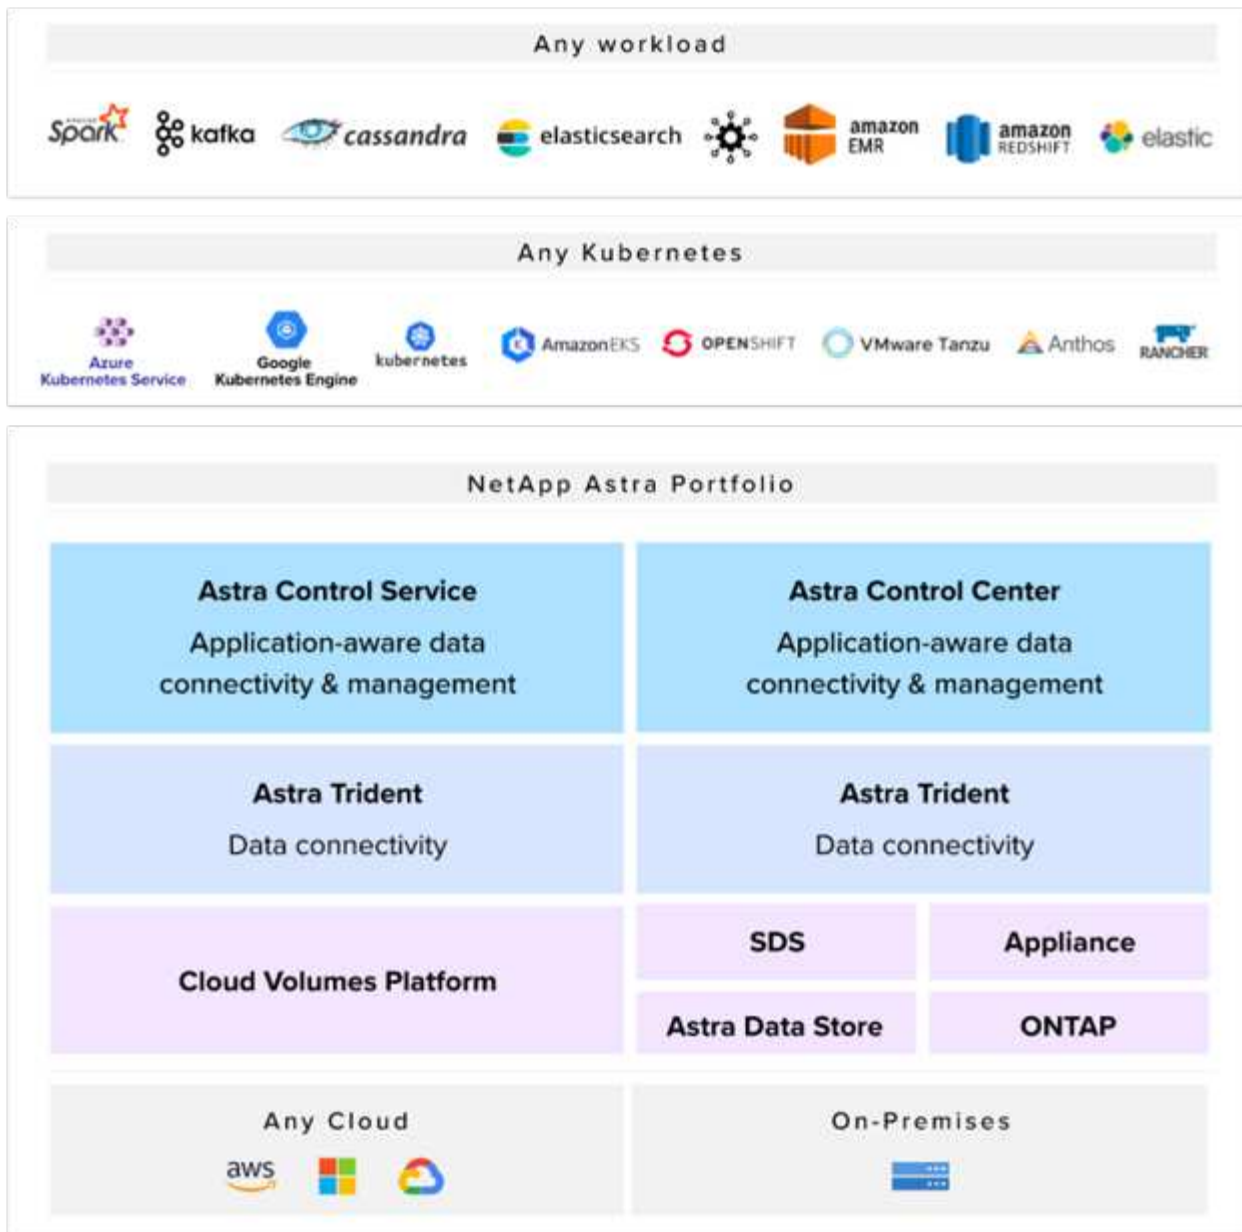 Any workload
APACHE
Spark
kafka
cassandra
elasticsearch
amazon
EMR
amazon
REDSHIFT
elastic
Any Kubernetes
Azure
Kubernetes Service
Google
Kubernetes Engine
kubernetes
Amazon EKS
OPENSHIFT
VMware Tanzu
Anthos
RANCHER
NetApp Astra Portfolio
Astra Control Service
Application-aware data
connectivity & management
Astra Control Center
Application-aware data
connectivity & management
Astra Trident
Data connectivity
Astra Trident
Data connectivity
Cloud Volumes Platform
SDS
Appliance
Astra Data Store
ONTAP
Any Cloud
aws
On-Premises